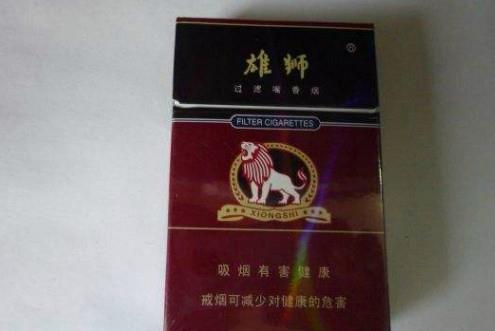 雄狮
®
过滤嘴香烟
FILTER CIGARETTES
XIONGSHI
吸烟有害健康
戒烟可减少对健康的危害